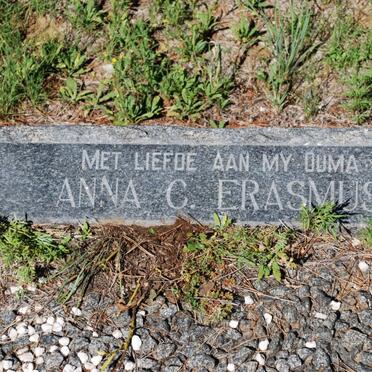 MET LIEFDE AAN MY OUMA
ANNA C. ERASMUS